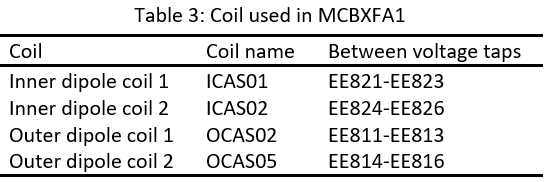 Table 3: Coil used in MCBXFA1
Coil Coil name Between voltage taps
Inner dipole coil 1 ICAS01 EE821-EE823
Inner dipole coil 2 ICAS02 EE824-EE826
Outer dipole coil 1 OCAS02 EE811-EE813
Outer dipole coil 2 OCAS05 EE814-EE816